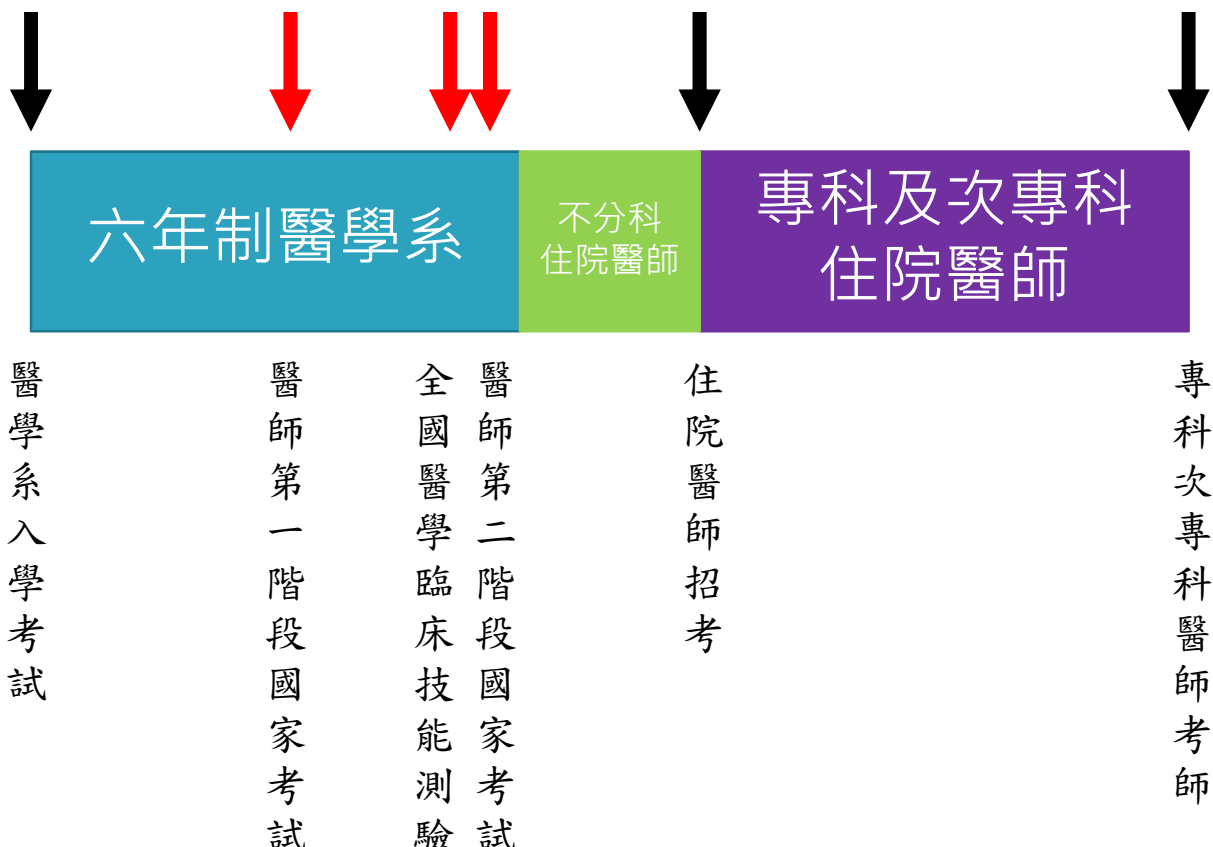 六年制醫學系
不分科
住院醫師
專科及次專科
住院醫師
醫學系入學考試
醫師第一階段國家考試
全國醫學臨床技能測驗
醫師第二階段國家考試
住院醫師招考
專科次專科醫師考師